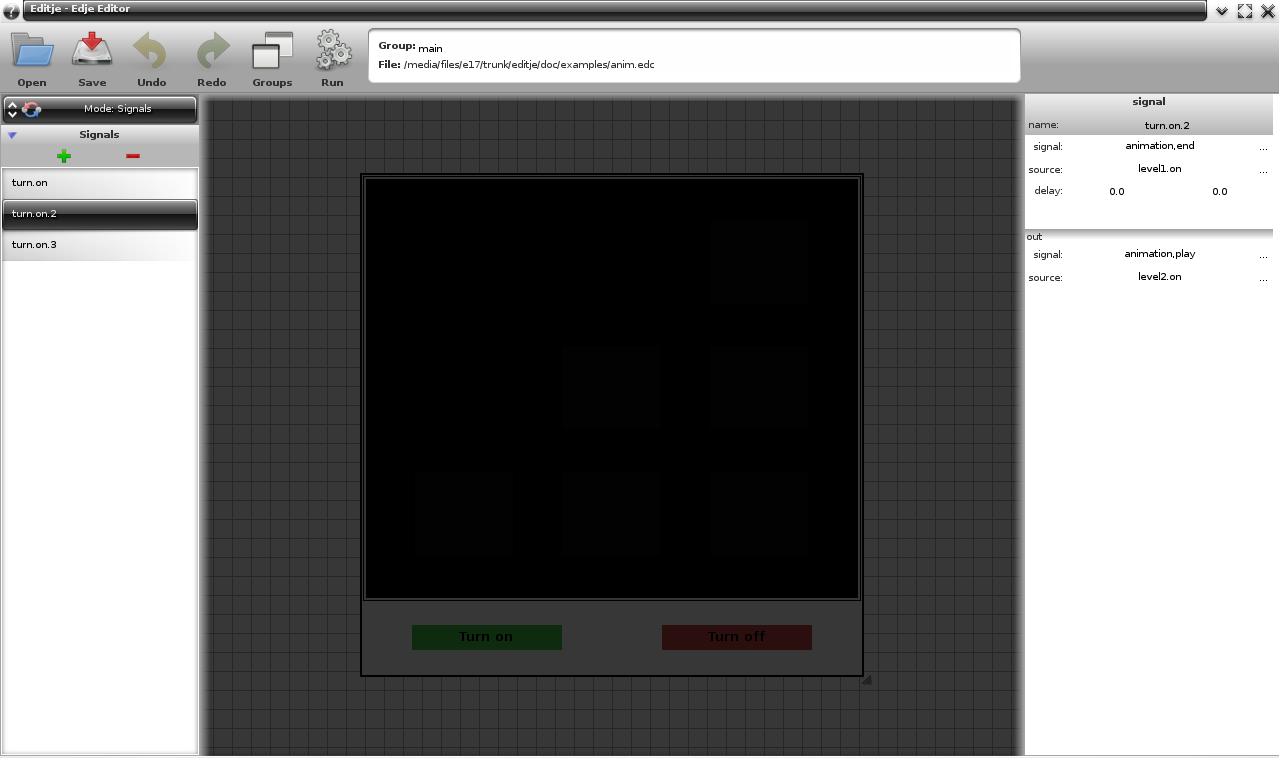 Editje - Edje Editor
Open
Save
Undo
Redo
Groups
Run
Group: main
File: /media/files/e17/trunk/editje/doc/examples/anim.edc
Mode: Signals
Signals
turn.on
turn.on.2
turn.on.3
Turn on
Turn off
signal
name: turn.on.2
signal: animation,end ...
source: level1.on ...
delay: 0.0 0.0
out
signal: animation,play ...
source: level2.on ...